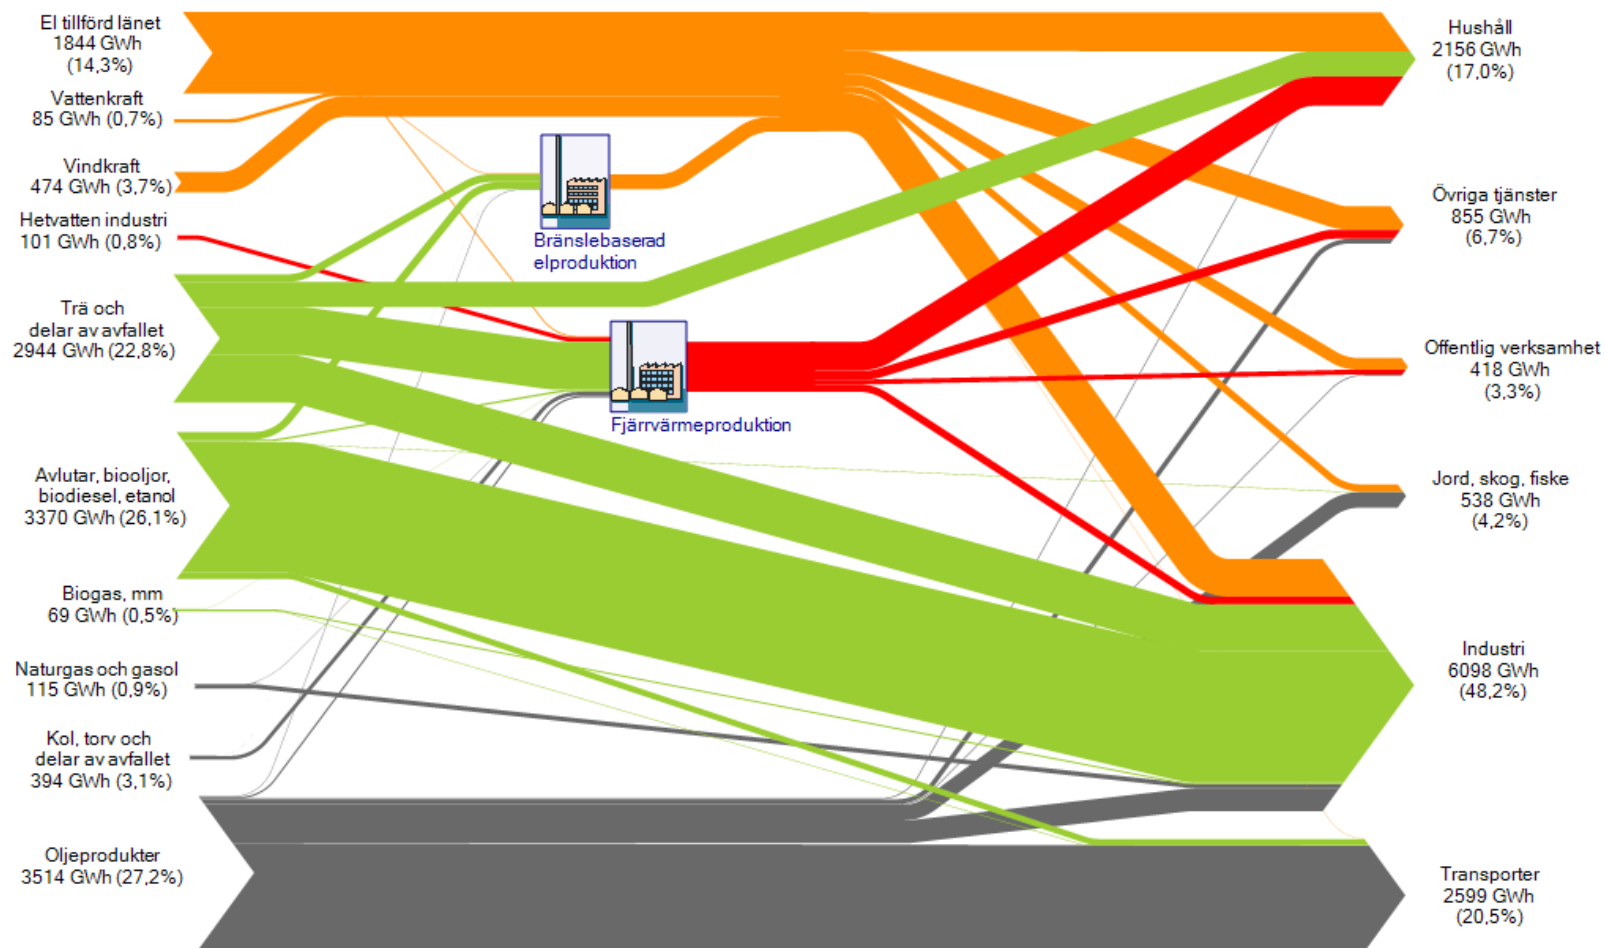 El tillförd länet
1844 GWh
(14,3%)
Vattenkraft
85 GWh (0,7%)
Vindkraft
474 GWh (3,7%)
Hetvatten industri
101 GWh (0,8%)
Trä och
delar av avfallet
2944 GWh (22,8%)
Avlutar, biooljor,
biodiesel, etanol
3370 GWh (26,1%)
Biogas, mm
69 GWh (0,5%)
Naturgas och gasol
115 GWh (0,9%)
Kol, torv och
delar av avfallet
394 GWh (3,1%)
Oljeprodukter
3514 GWh (27,2%)
Bränslebaserad
elproduktion
Fjärrvärmeproduktion
Hushåll
2156 GWh
(17,0%)
Övriga tjänster
855 GWh
(6,7%)
Offentlig verksamhet
418 GWh
(3,3%)
Jord, skog, fiske
538 GWh
(4,2%)
Industri
6098 GWh
(48,2%)
Transporter
2599 GWh
(20,5%)